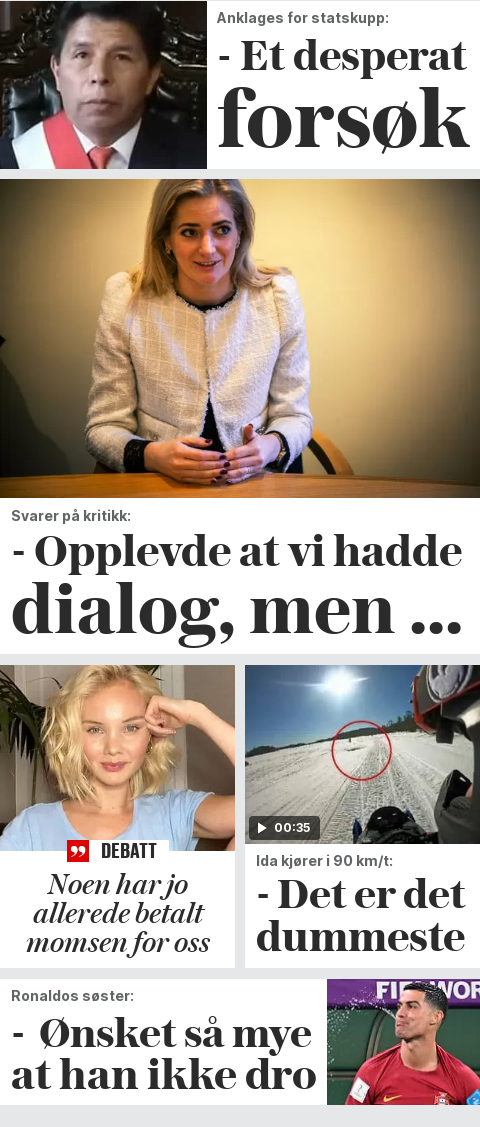 Anklages for statskupp:
- Et desperat
forsøk
Svarer på kritikk:
- Opplevde at vi hadde
dialog, men ...
DEBATT
Noen har jo
allerede betalt
momsen for oss
00:35
Ida kjører i 90 km/t:
- Det er det
dummeste
Ronaldos søster:
- Ønsket så mye
at han ikke dro
FIFA WOR